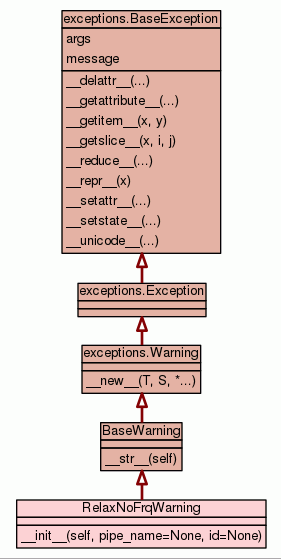 exceptions.BaseException
args
message
__delattr__(...)
__getattribute__(...)
__getitem__(x, y)
__getslice__(x, i, j)
__reduce__(...)
__repr__(x)
__setattr__(...)
__setstate__(...)
__unicode__(...)
exceptions.Exception
exceptions.Warning
__new__(T, S, *...)
BaseWarning
__str__(self)
RelaxNoFrqWarning
__init__(self, pipe_name=None, id=None)